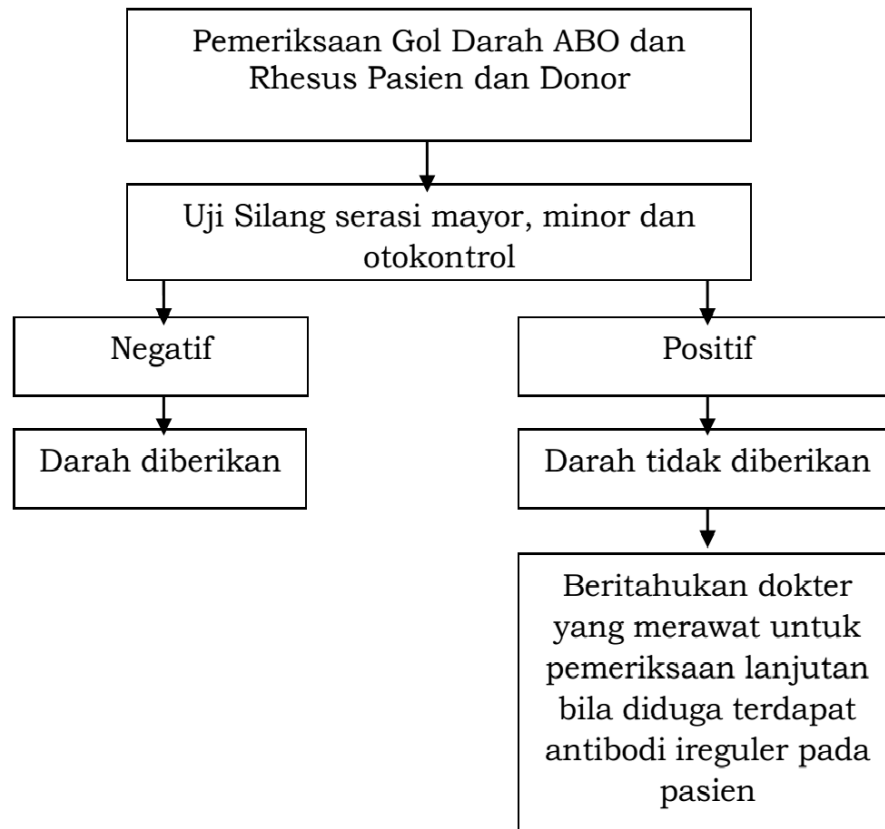 Pemeriksaan Gol Darah ABO dan
Rhesus Pasien dan Donor
Uji Silang serasi mayor, minor dan
otokontrol
Negatif
Positif
Darah diberikan
Darah tidak diberikan
Beritahukan dokter
yang merawat untuk
pemeriksaan lanjutan
bila diduga terdapat
antibodi ireguler pada
pasien